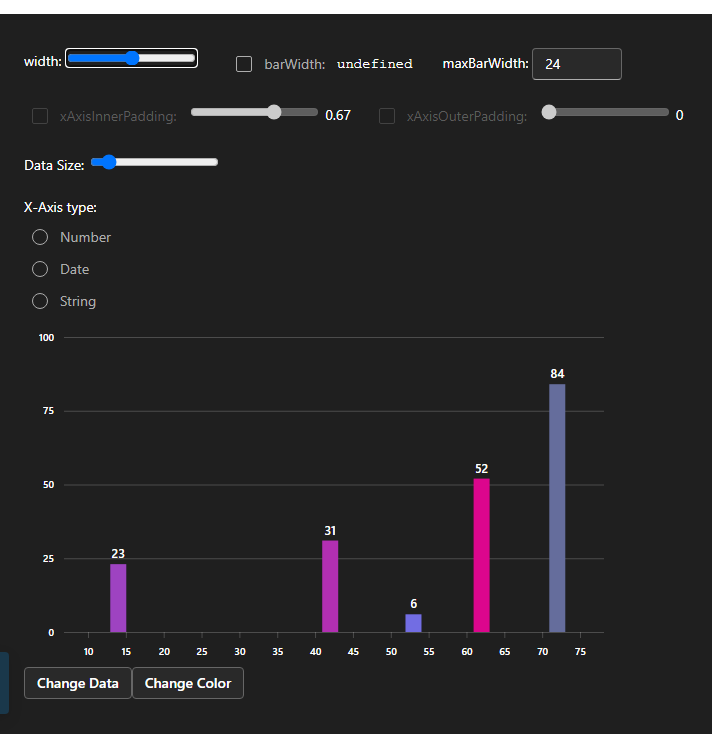 width: barWidth: undefined maxBarWidth: 24
xAxisInnerPadding: 0.67 xAxisOuterPadding: 0
Data Size:
X-Axis type:
Number
Date
String
100
84
75
52
50
31
23
25
6
0
10 15 20 25 30 35 40 45 50 55 60 65 70 75
Change Data Change Color